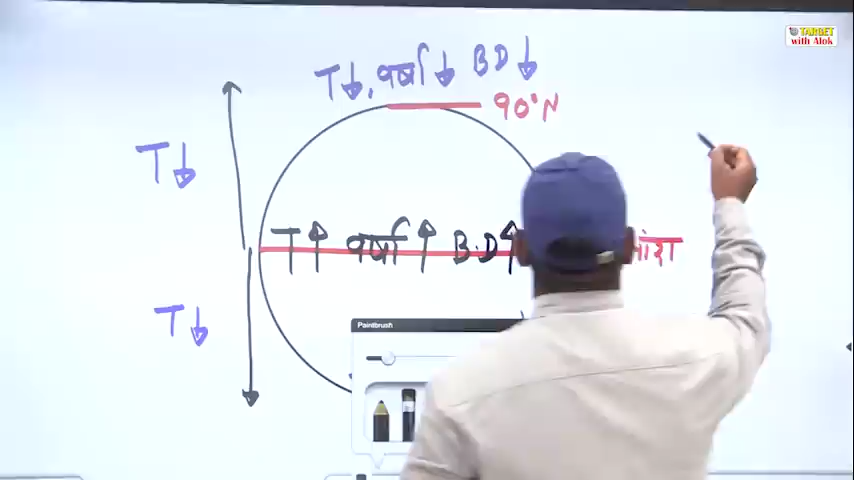 TARGET
with Alok
T↓, वर्षा↓ BD↓
90°N
T↓
T↑ वर्षा↑ B.D↑
T↓
Paintbrush